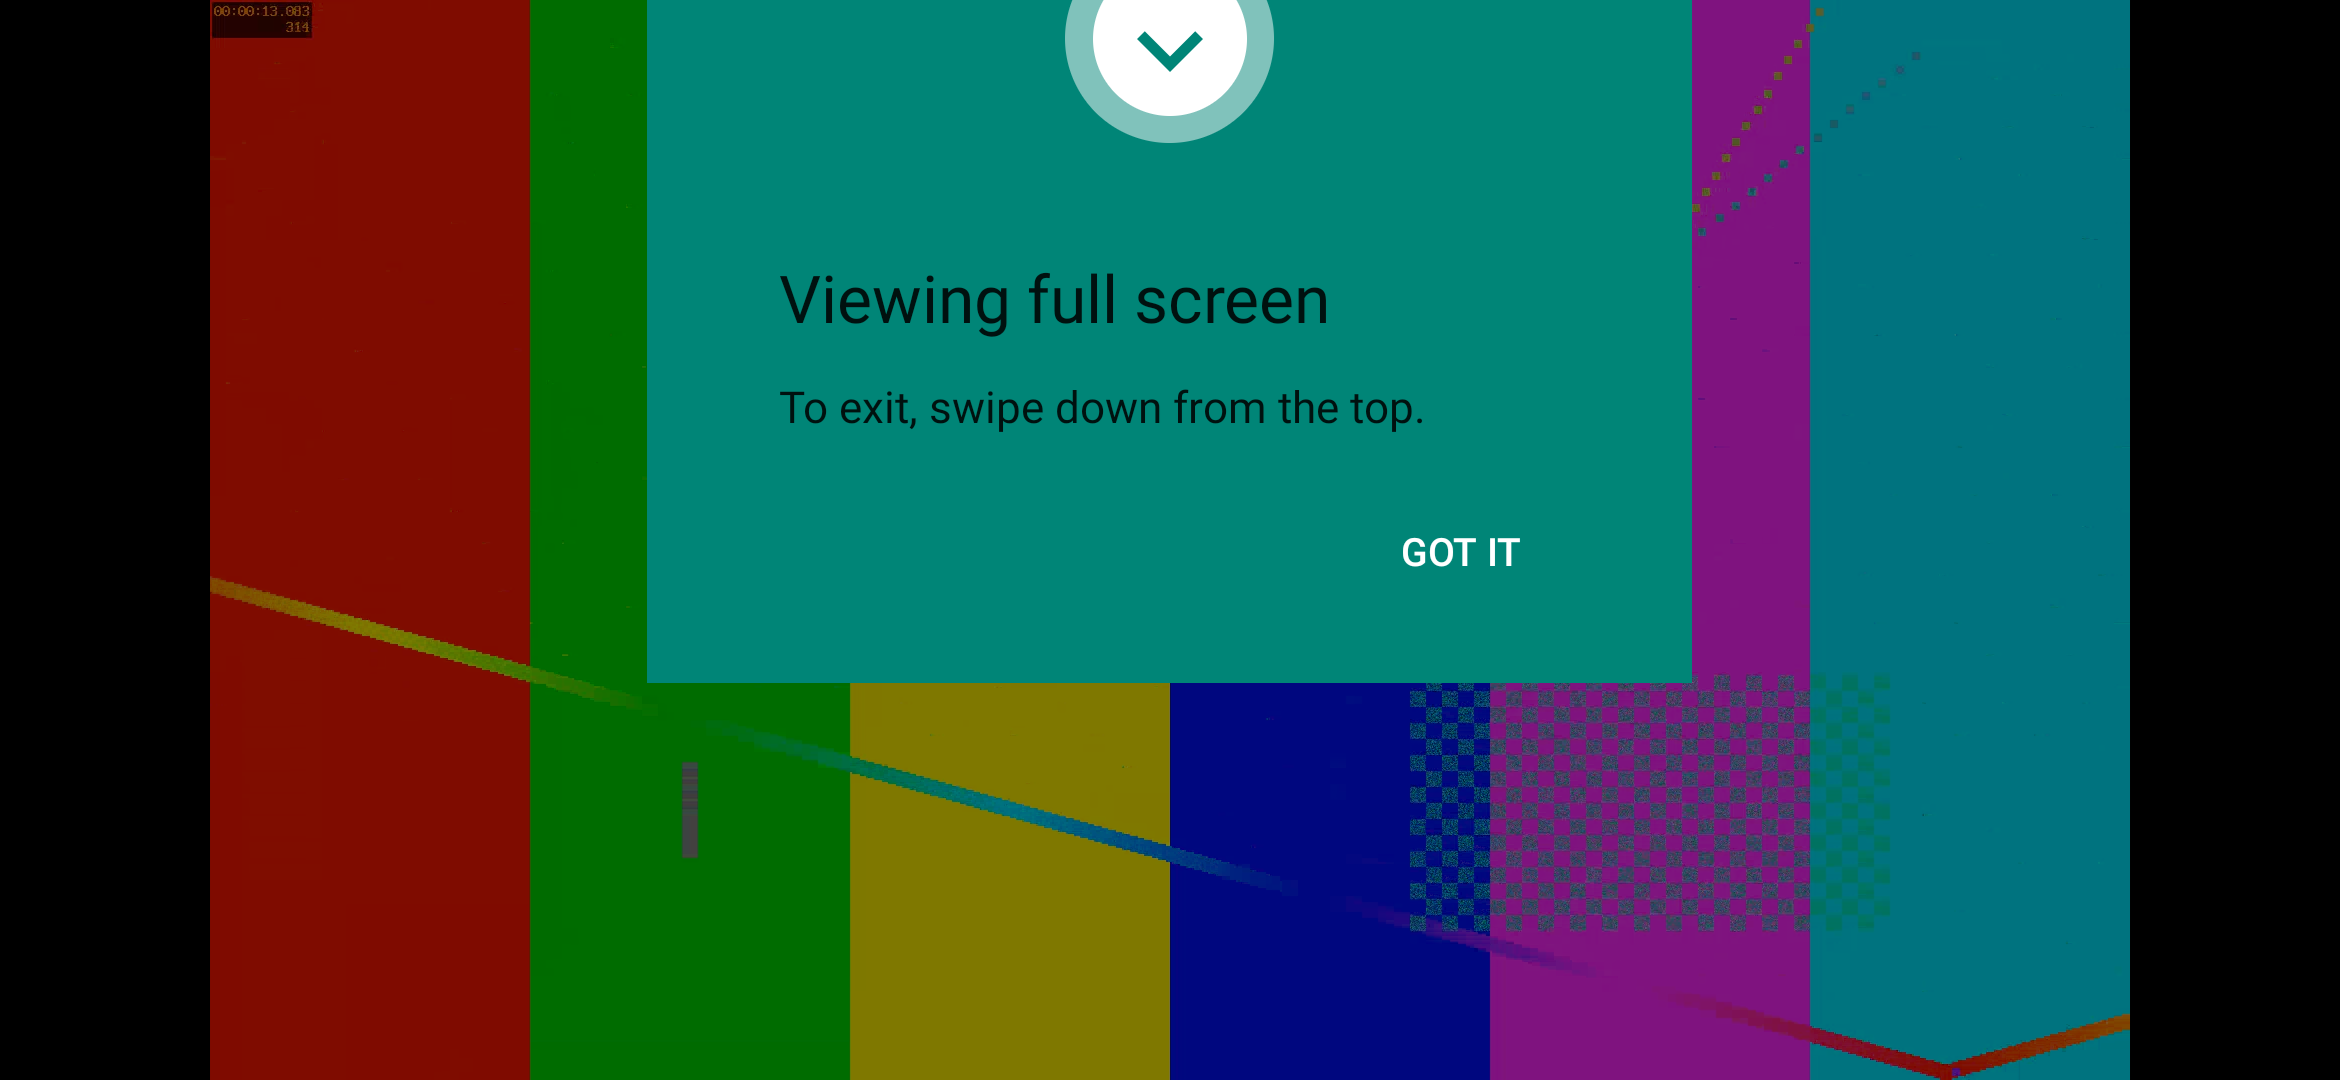 00:00:13.083
314
Viewing full screen
To exit, swipe down from the top.
GOT IT